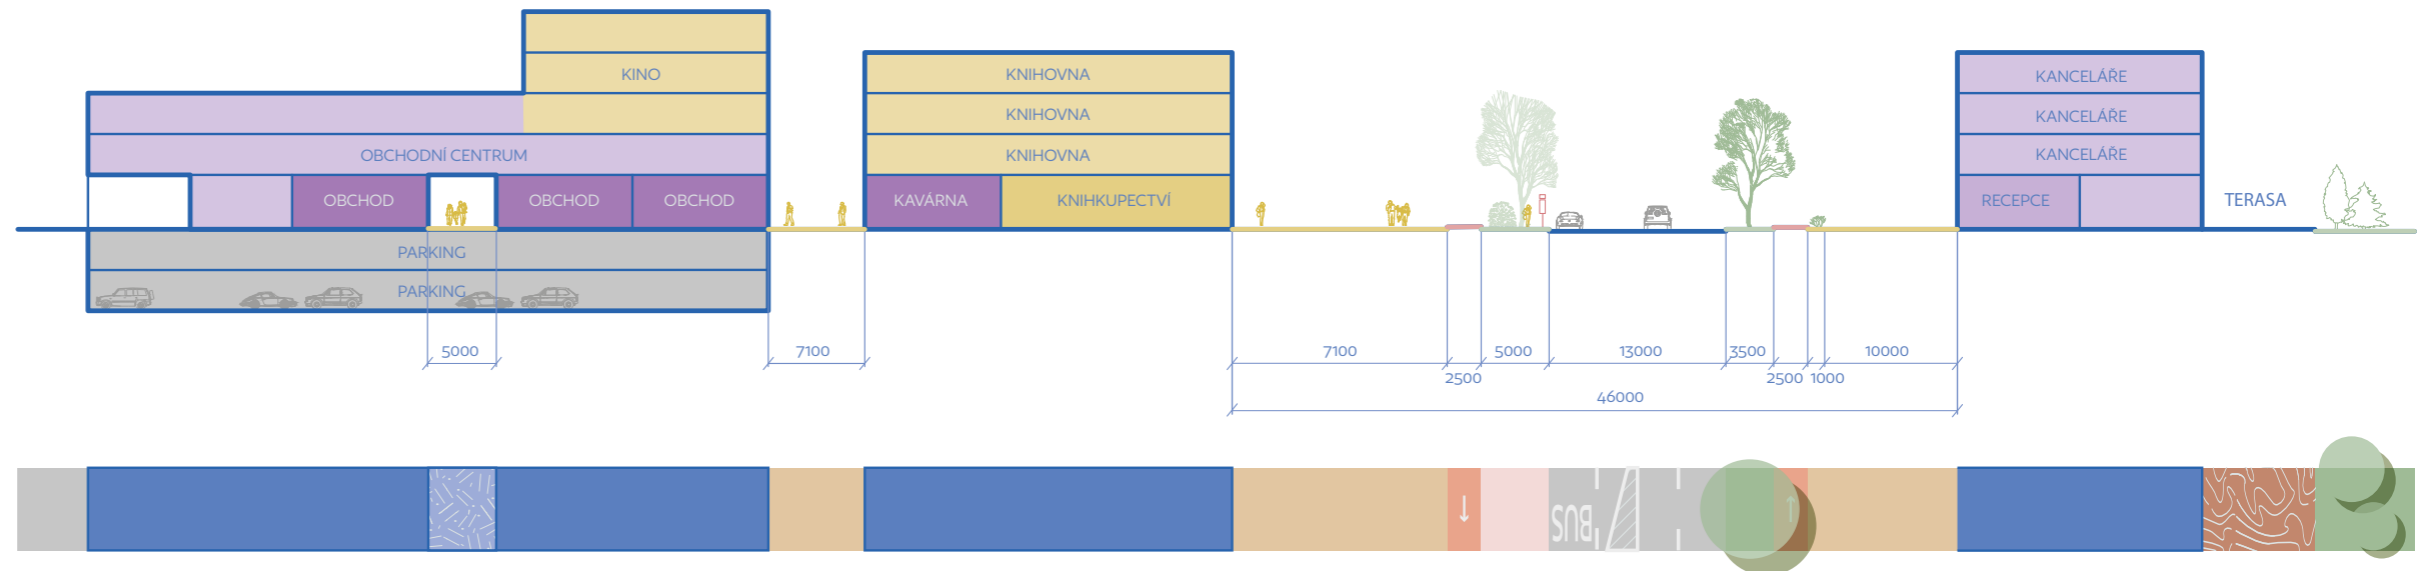 KINO
OBCHODNÍ CENTRUM
OBCHOD
OBCHOD
OBCHOD
PARKING
PARKING
KNIHOVNA
KNIHOVNA
KNIHOVNA
KAVÁRNA
KNIHKUPECTVÍ
KANCELÁŘE
KANCELÁŘE
KANCELÁŘE
RECEPCE
TERASA
5000
7100
7100
2500
5000
13000
3500
2500
1000
10000
46000
BUS